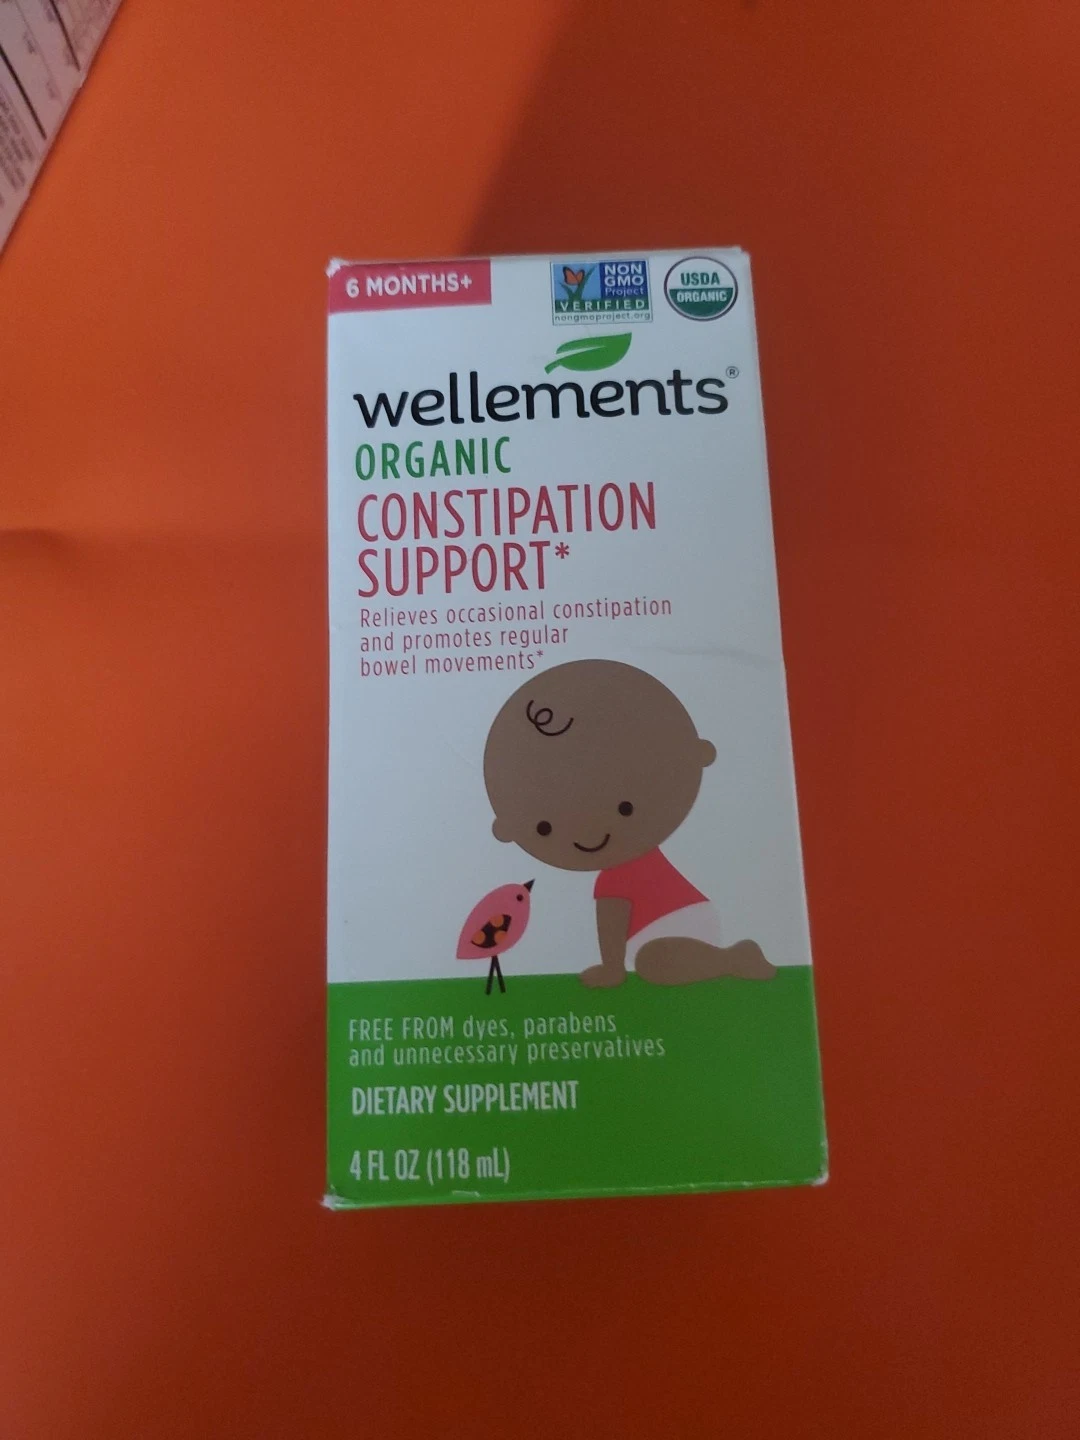 6 MONTHS+
NON
GMO
Project
VERIFIED
nongmoproject.org
USDA
ORGANIC
wellements®
ORGANIC
CONSTIPATION
SUPPORT*
Relieves occasional constipation
and promotes regular
bowel movements*
FREE FROM dyes, parabens
and unnecessary preservatives
DIETARY SUPPLEMENT
4 FL OZ (118 mL)